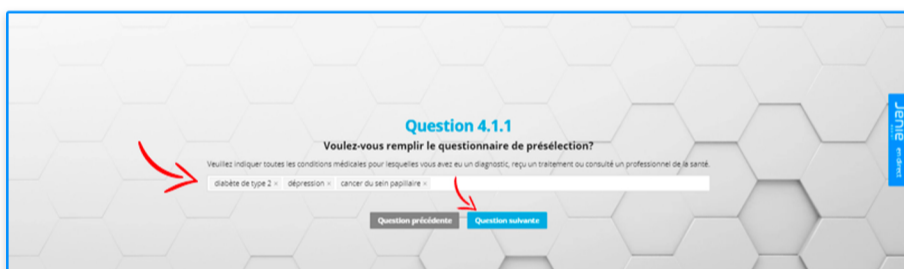 Question 4.1.1
Voulez-vous remplir le questionnaire de présélection?
Veuillez indiquer toutes les conditions médicales pour lesquelles vous avez eu un diagnostic, reçu un traitement ou consulté un professionnel de la santé.
diabète de type 2 × dépression × cancer du sein papillaire ×
Question précédente Question suivante
Jenie en-direct